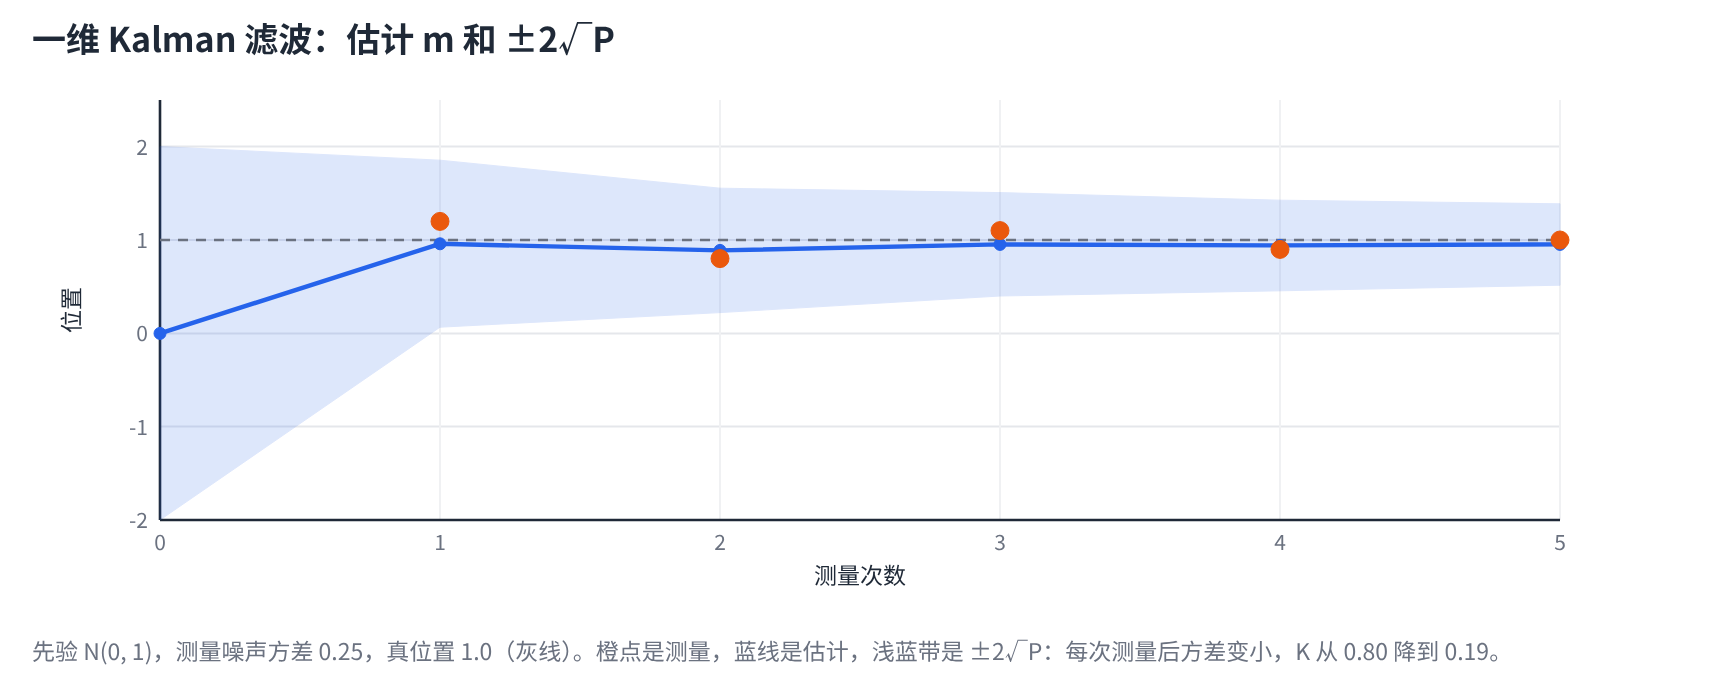 一维 Kalman 滤波：估计 m 和 ±2√P
2
1
0
-1
-2
位置
0 1 2 3 4 5
测量次数
先验 N(0, 1)，测量噪声方差 0.25，真位置 1.0（灰线）。橙点是测量，蓝线是估计，浅蓝带是 ±2√P：每次测量后方差变小，K 从 0.80 降到 0.19。